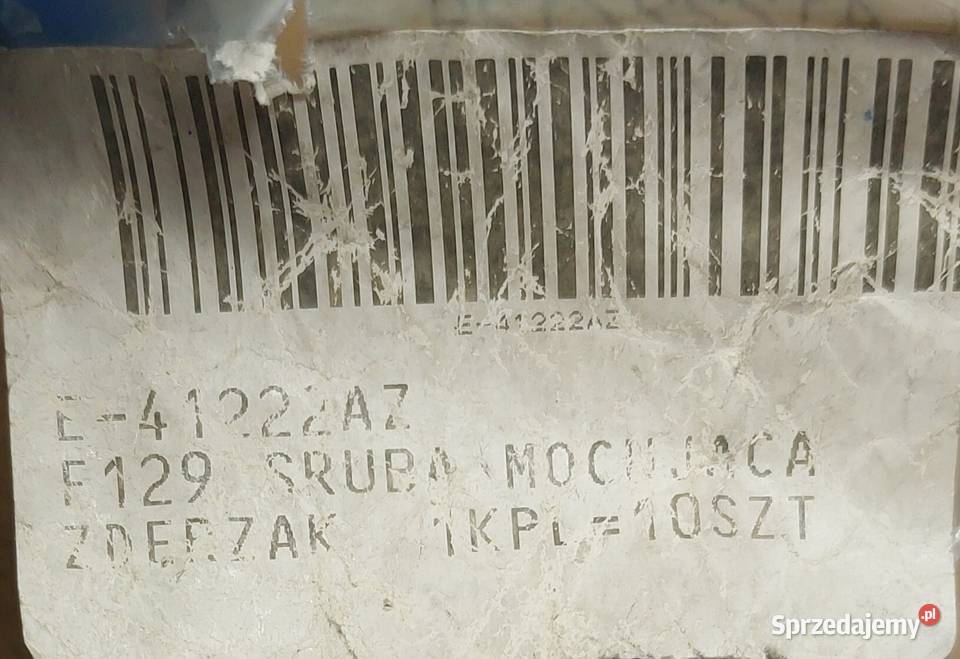 E-41222AZ
E-41222AZ
F129 SRUBA MOCUJACA
ZDERZAK 1KPL=10SZT
Sprzedajemy.pl